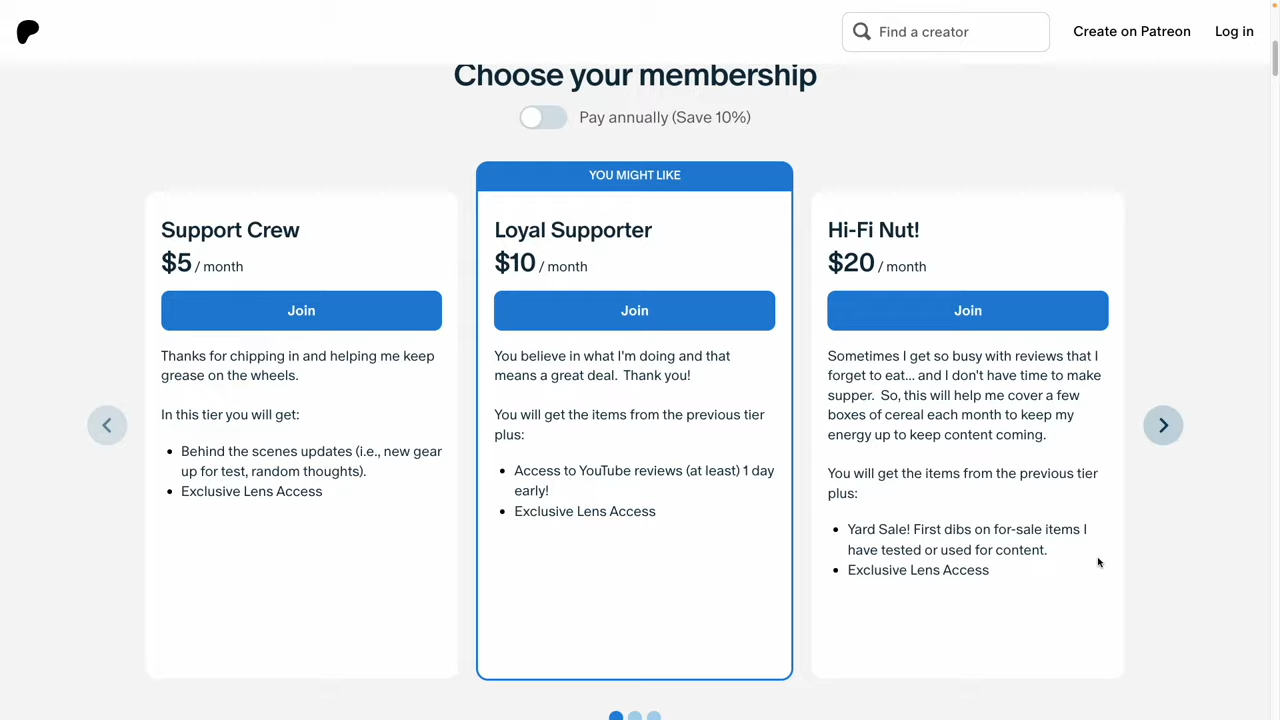 Find a creator
Create on Patreon
Log in
Choose your membership
Pay annually (Save 10%)
Support Crew
$5 / month
Join
Thanks for chipping in and helping me keep
grease on the wheels.
In this tier you will get:
• Behind the scenes updates (i.e., new gear
up for test, random thoughts).
• Exclusive Lens Access
YOU MIGHT LIKE
Loyal Supporter
$10 / month
Join
You believe in what I'm doing and that
means a great deal. Thank you!
You will get the items from the previous tier
plus:
• Access to YouTube reviews (at least) 1 day
early!
• Exclusive Lens Access
Hi-Fi Nut!
$20 / month
Join
Sometimes I get so busy with reviews that I
forget to eat... and I don't have time to make
supper. So, this will help me cover a few
boxes of cereal each month to keep my
energy up to keep content coming.
You will get the items from the previous tier
plus:
• Yard Sale! First dibs on for-sale items I
have tested or used for content.
• Exclusive Lens Access